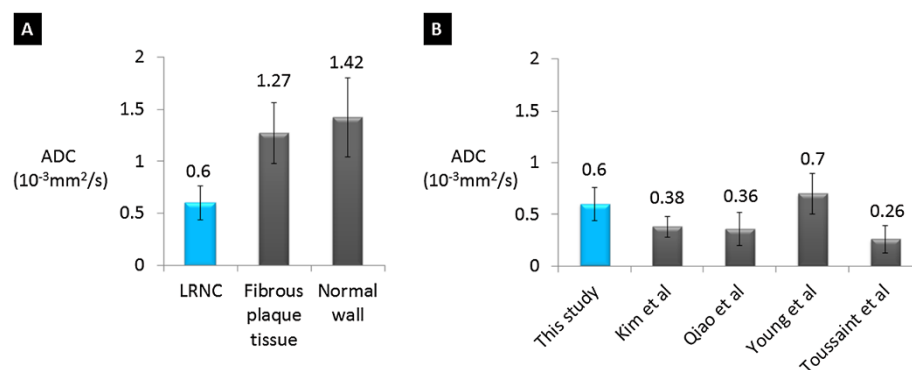 A
2
1.5
1
0.5
0
ADC
(10⁻³mm²/s)
0.6
1.27
1.42
LRNC
Fibrous
plaque
tissue
Normal
wall
B
2
1.5
1
0.5
0
ADC
(10⁻³mm²/s)
0.6
0.38
0.36
0.7
0.26
This study
Kim et al
Qiao et al
Young et al
Toussaint et al